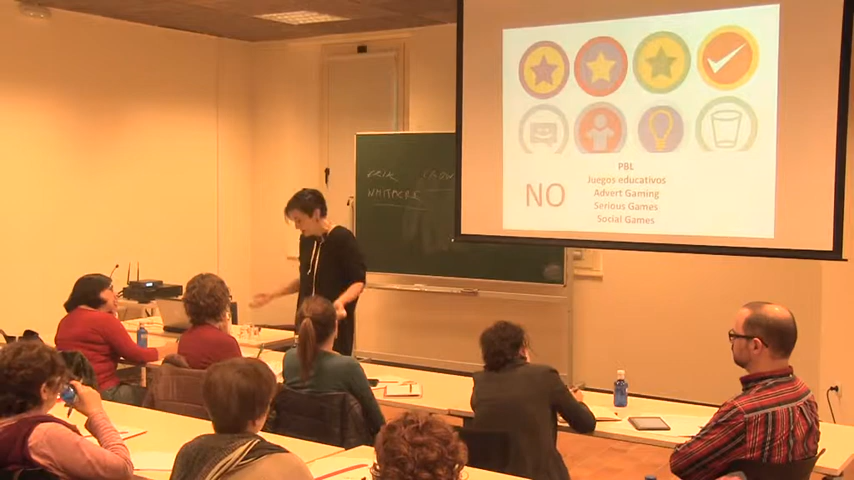 PBL
Juegos educativos
Advert Gaming
Serious Games
Social Games
NO